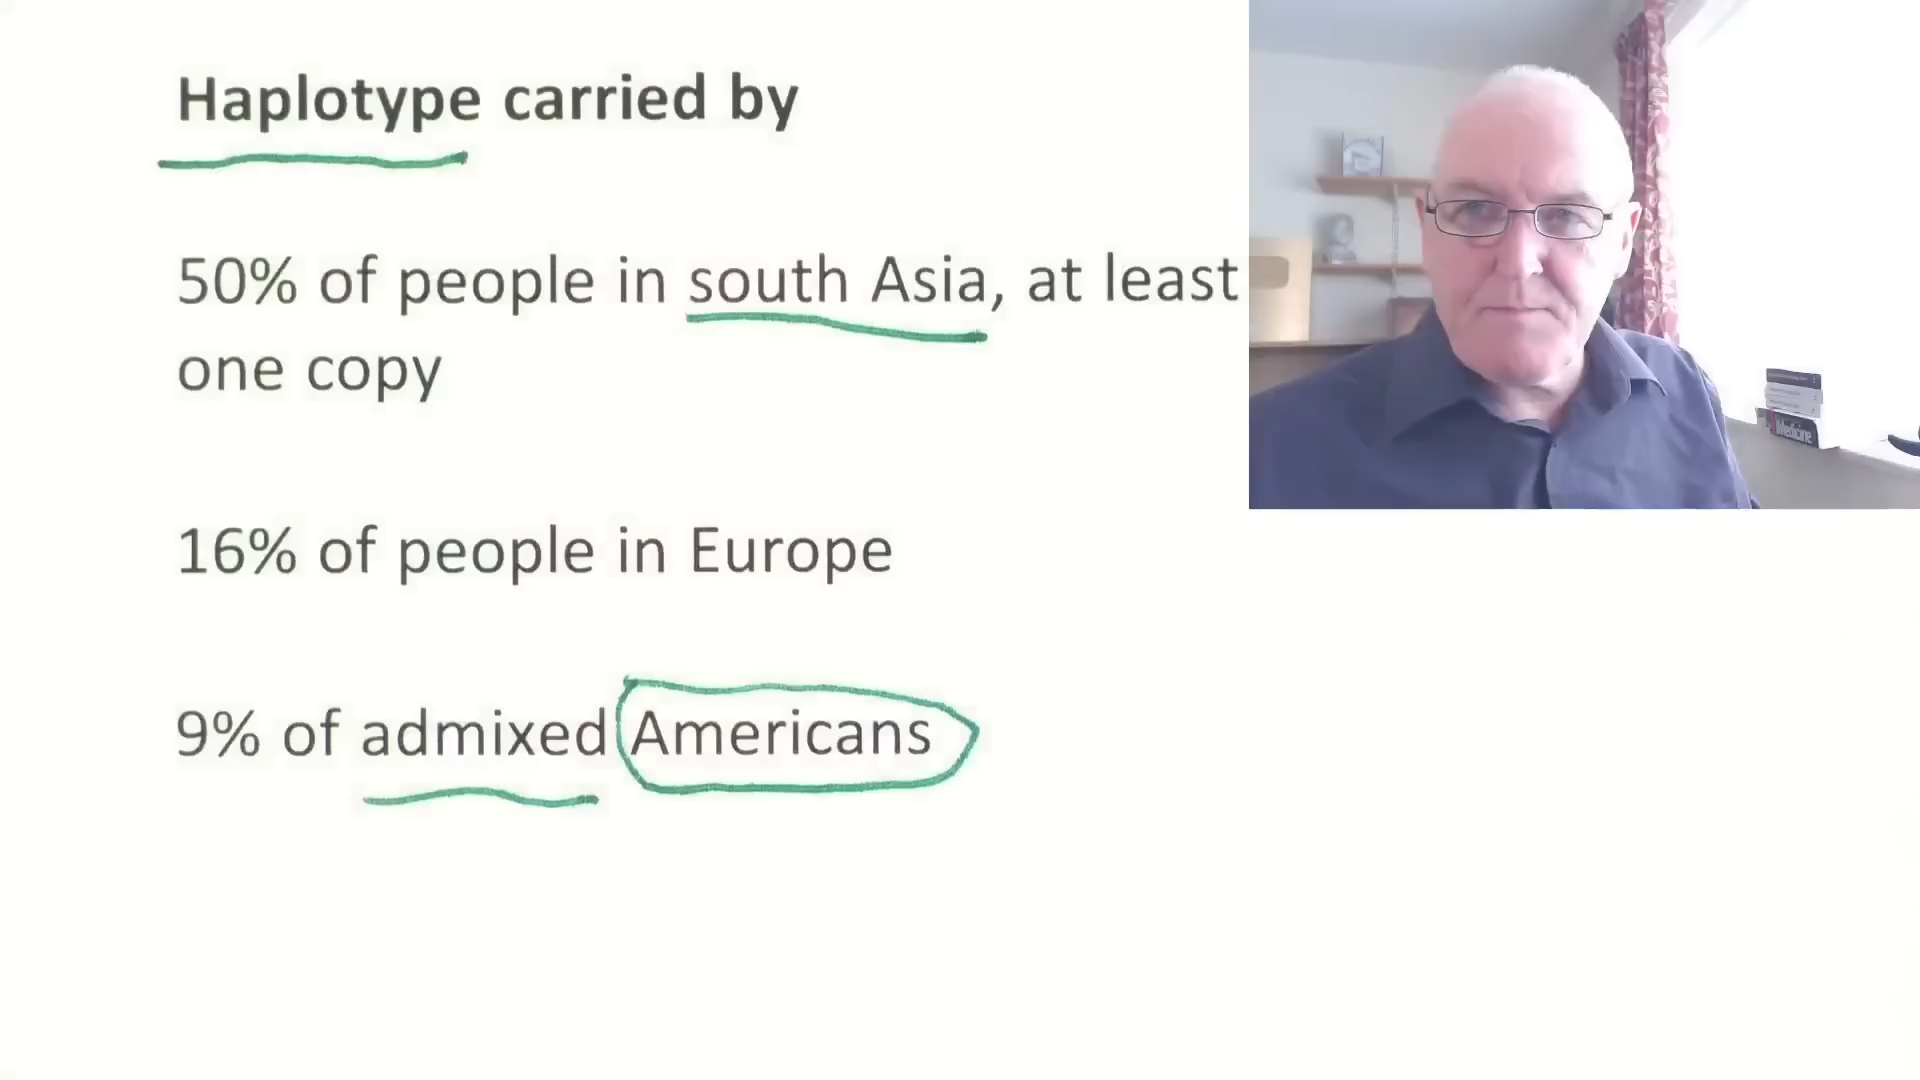 Haplotype carried by
50% of people in south Asia, at least
one copy
16% of people in Europe
9% of admixed Americans
Medicine